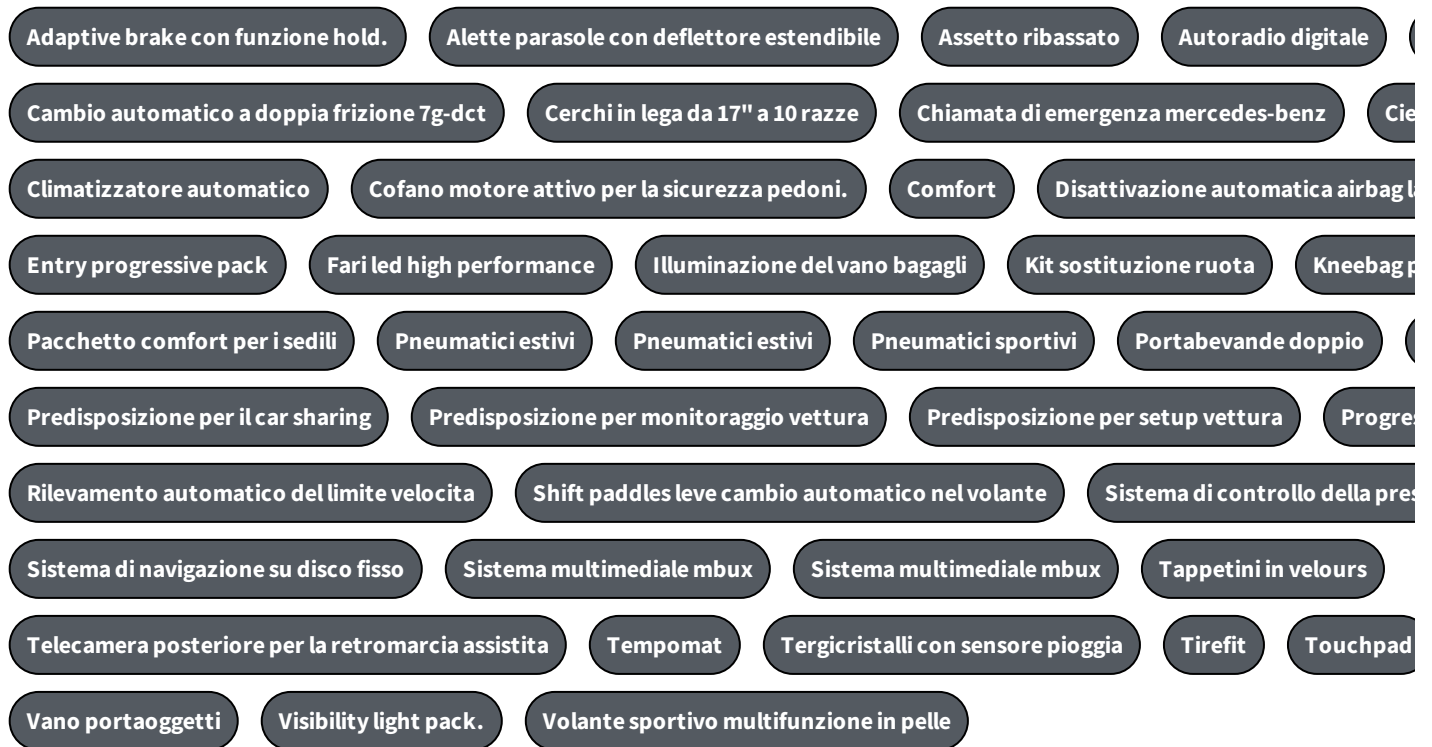 Adaptive brake con funzione hold. Alette parasole con deflettore estendibile Assetto ribassato Autoradio digitale
Cambio automatico a doppia frizione 7g-dct Cerchi in lega da 17" a 10 razze Chiamata di emergenza mercedes-benz
Climatizzatore automatico Cofano motore attivo per la sicurezza pedoni. Comfort Disattivazione automatica airbag
Entry progressive pack Fari led high performance Illuminazione del vano bagagli Kit sostituzione ruota Kneebag
Pacchetto comfort per i sedili Pneumatici estivi Pneumatici estivi Pneumatici sportivi Portabevande doppio
Predisposizione per il car sharing Predisposizione per monitoraggio vettura Predisposizione per setup vettura
Rilevamento automatico del limite velocita Shift paddles leve cambio automatico nel volante Sistema di controllo della
Sistema di navigazione su disco fisso Sistema multimediale mbux Sistema multimediale mbux Tappetini in velours
Telecamera posteriore per la retromarcia assistita Tempomat Tergicristalli con sensore pioggia Tirefit Touchpad
Vano portaoggetti Visibility light pack. Volante sportivo multifunzione in pelle